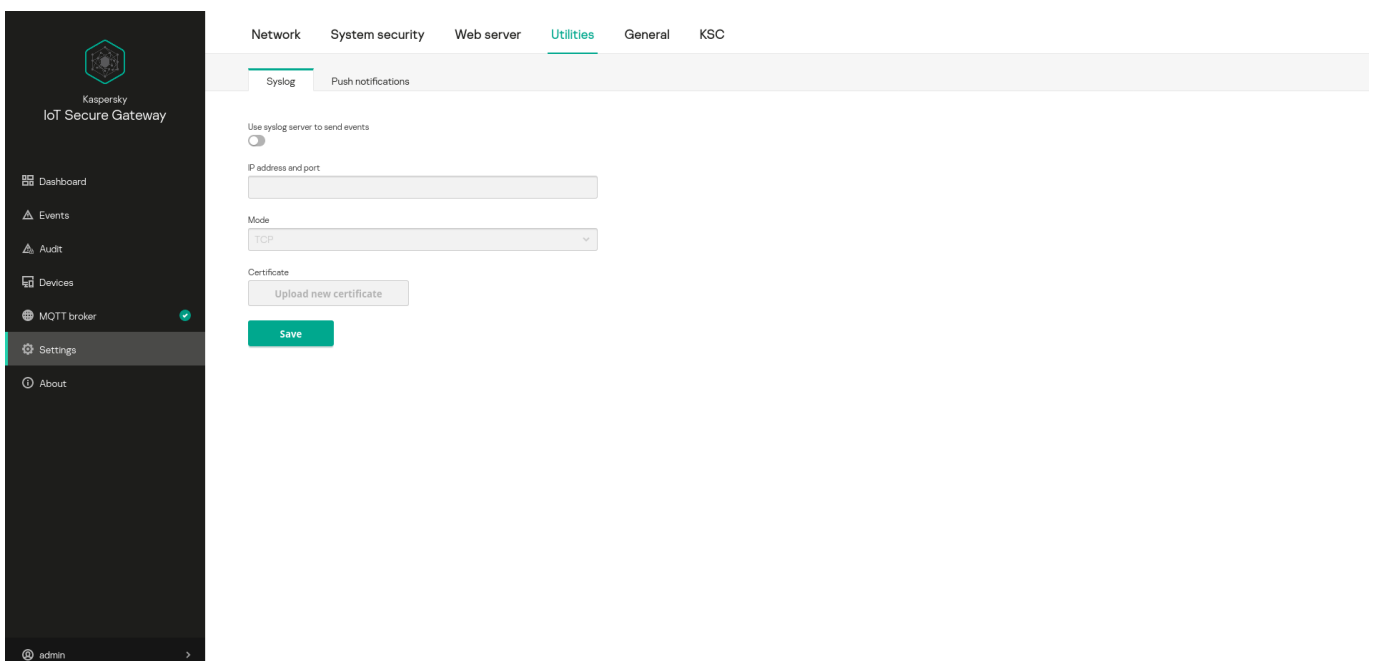 Kaspersky
IoT Secure Gateway
Dashboard
Events
Audit
Devices
MQTT broker
Settings
About
admin
Network System security Web server Utilities General KSC
Syslog Push notifications
Use syslog server to send events
IP address and port
Mode
TCP
Certificate
Upload new certificate
Save